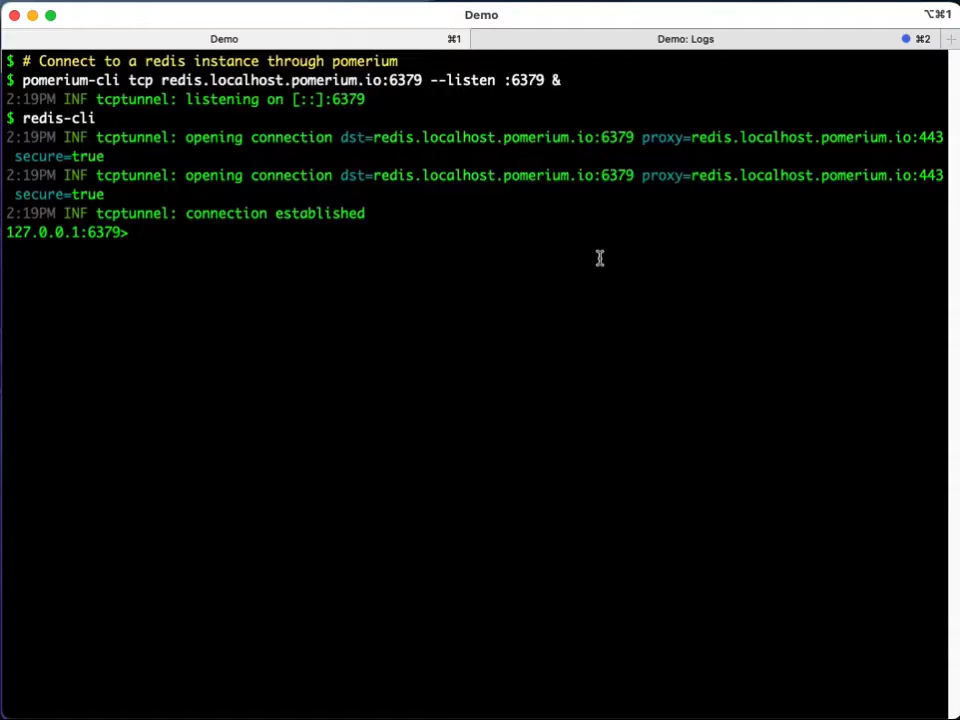 Demo
⌥⌘1
Demo ⌘1
Demo: Logs ⌘2 +
$ # Connect to a redis instance through pomerium
$ pomerium-cli tcp redis.localhost.pomerium.io:6379 --listen :6379 &
2:19PM INF tcptunnel: listening on [::]:6379
$ redis-cli
2:19PM INF tcptunnel: opening connection dst=redis.localhost.pomerium.io:6379 proxy=redis.localhost.pomerium.io:443
secure=true
2:19PM INF tcptunnel: opening connection dst=redis.localhost.pomerium.io:6379 proxy=redis.localhost.pomerium.io:443
secure=true
2:19PM INF tcptunnel: connection established
127.0.0.1:6379>